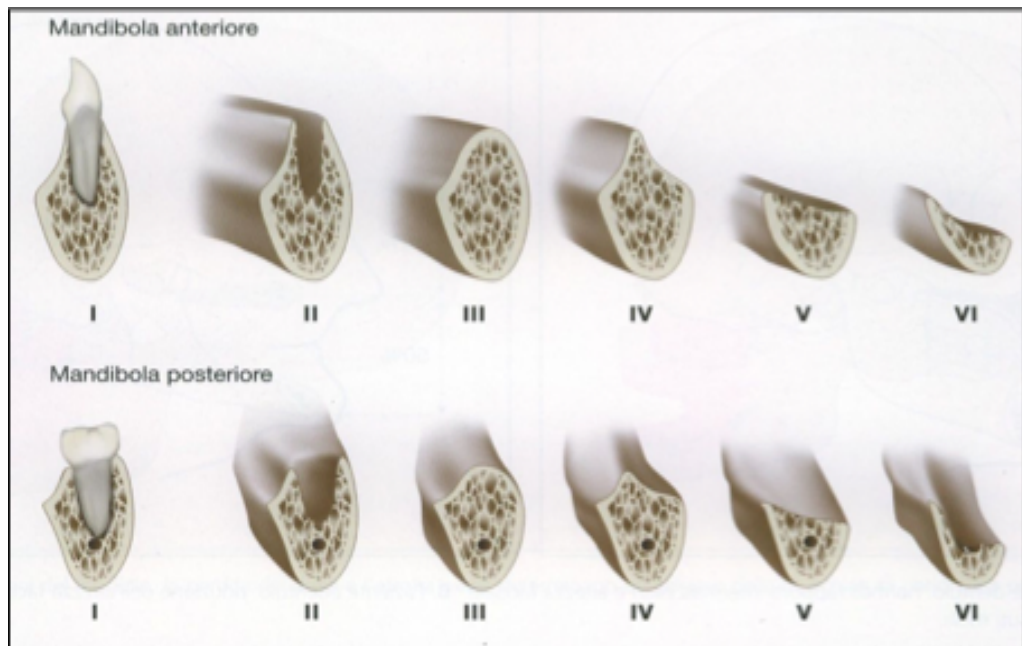 Mandibola anteriore
I II III IV V VI
Mandibola posteriore
I II III IV V VI